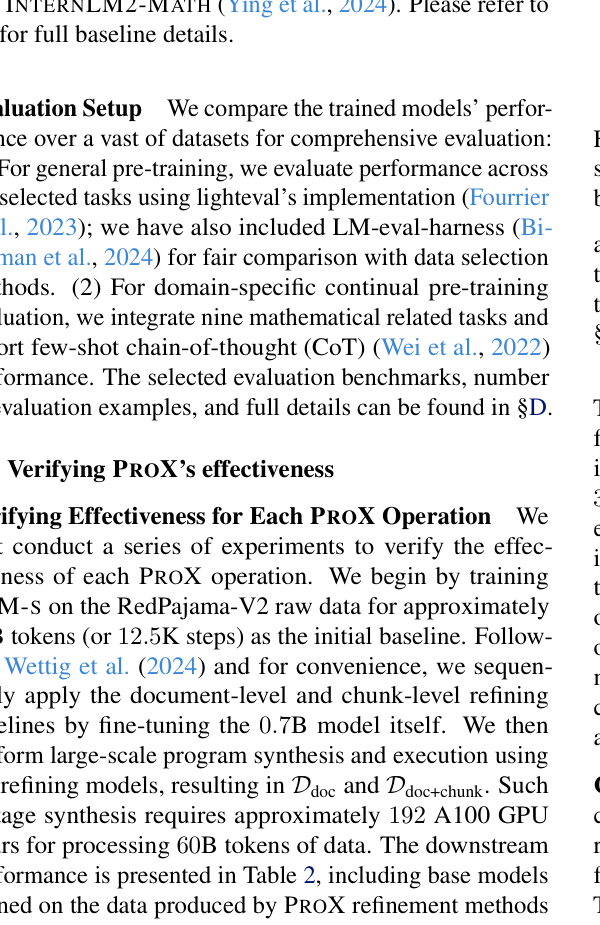 INTERNLM2-MATH (Ying et al., 2024). Please refer to
for full baseline details.
aluation Setup We compare the trained models' perfor-
nce over a vast of datasets for comprehensive evaluation:
For general pre-training, we evaluate performance across
selected tasks using lighteval's implementation (Fourrier
l., 2023); we have also included LM-eval-harness (Bi-
man et al., 2024) for fair comparison with data selection
thods. (2) For domain-specific continual pre-training
luation, we integrate nine mathematical related tasks and
ort few-shot chain-of-thought (CoT) (Wei et al., 2022)
formance. The selected evaluation benchmarks, number
evaluation examples, and full details can be found in §D.
Verifying PROX's effectiveness
rifying Effectiveness for Each PROX Operation We
t conduct a series of experiments to verify the effec-
ness of each PROX operation. We begin by training
M-S on the RedPajama-V2 raw data for approximately
B tokens (or 12.5K steps) as the initial baseline. Follow-
Wettig et al. (2024) and for convenience, we sequen-
ly apply the document-level and chunk-level refining
elines by fine-tuning the 0.7B model itself. We then
form large-scale program synthesis and execution using
refining models, resulting in D_doc and D_doc+chunk. Such
tage synthesis requires approximately 192 A100 GPU
urs for processing 60B tokens of data. The downstream
formance is presented in Table 2, including base models
ned on the data produced by PROX refinement methods